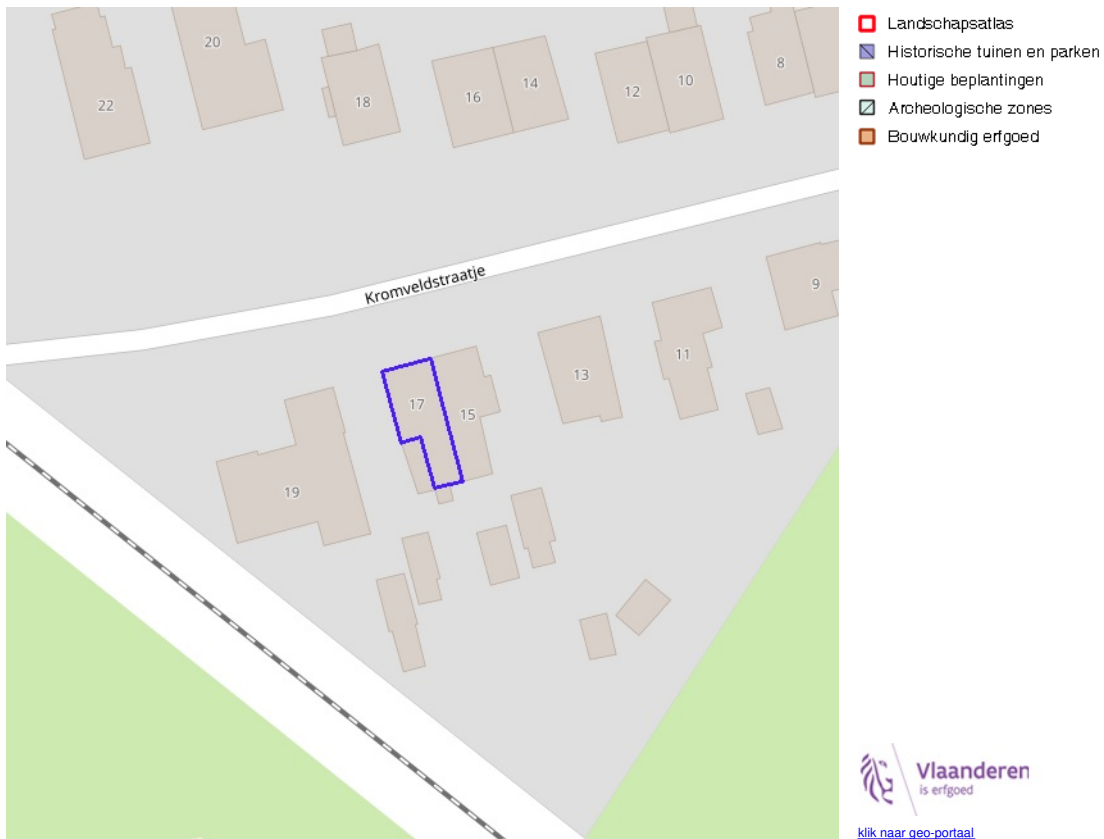 20
22
18
16
14
12
10
8
Kromveldstraatje
9
11
13
17
15
19
Landschapsatlas
Historische tuinen en parken
Houtige beplantingen
Archeologische zones
Bouwkundig erfgoed
Vlaanderen
is erfgoed
klik naar geo-portaal